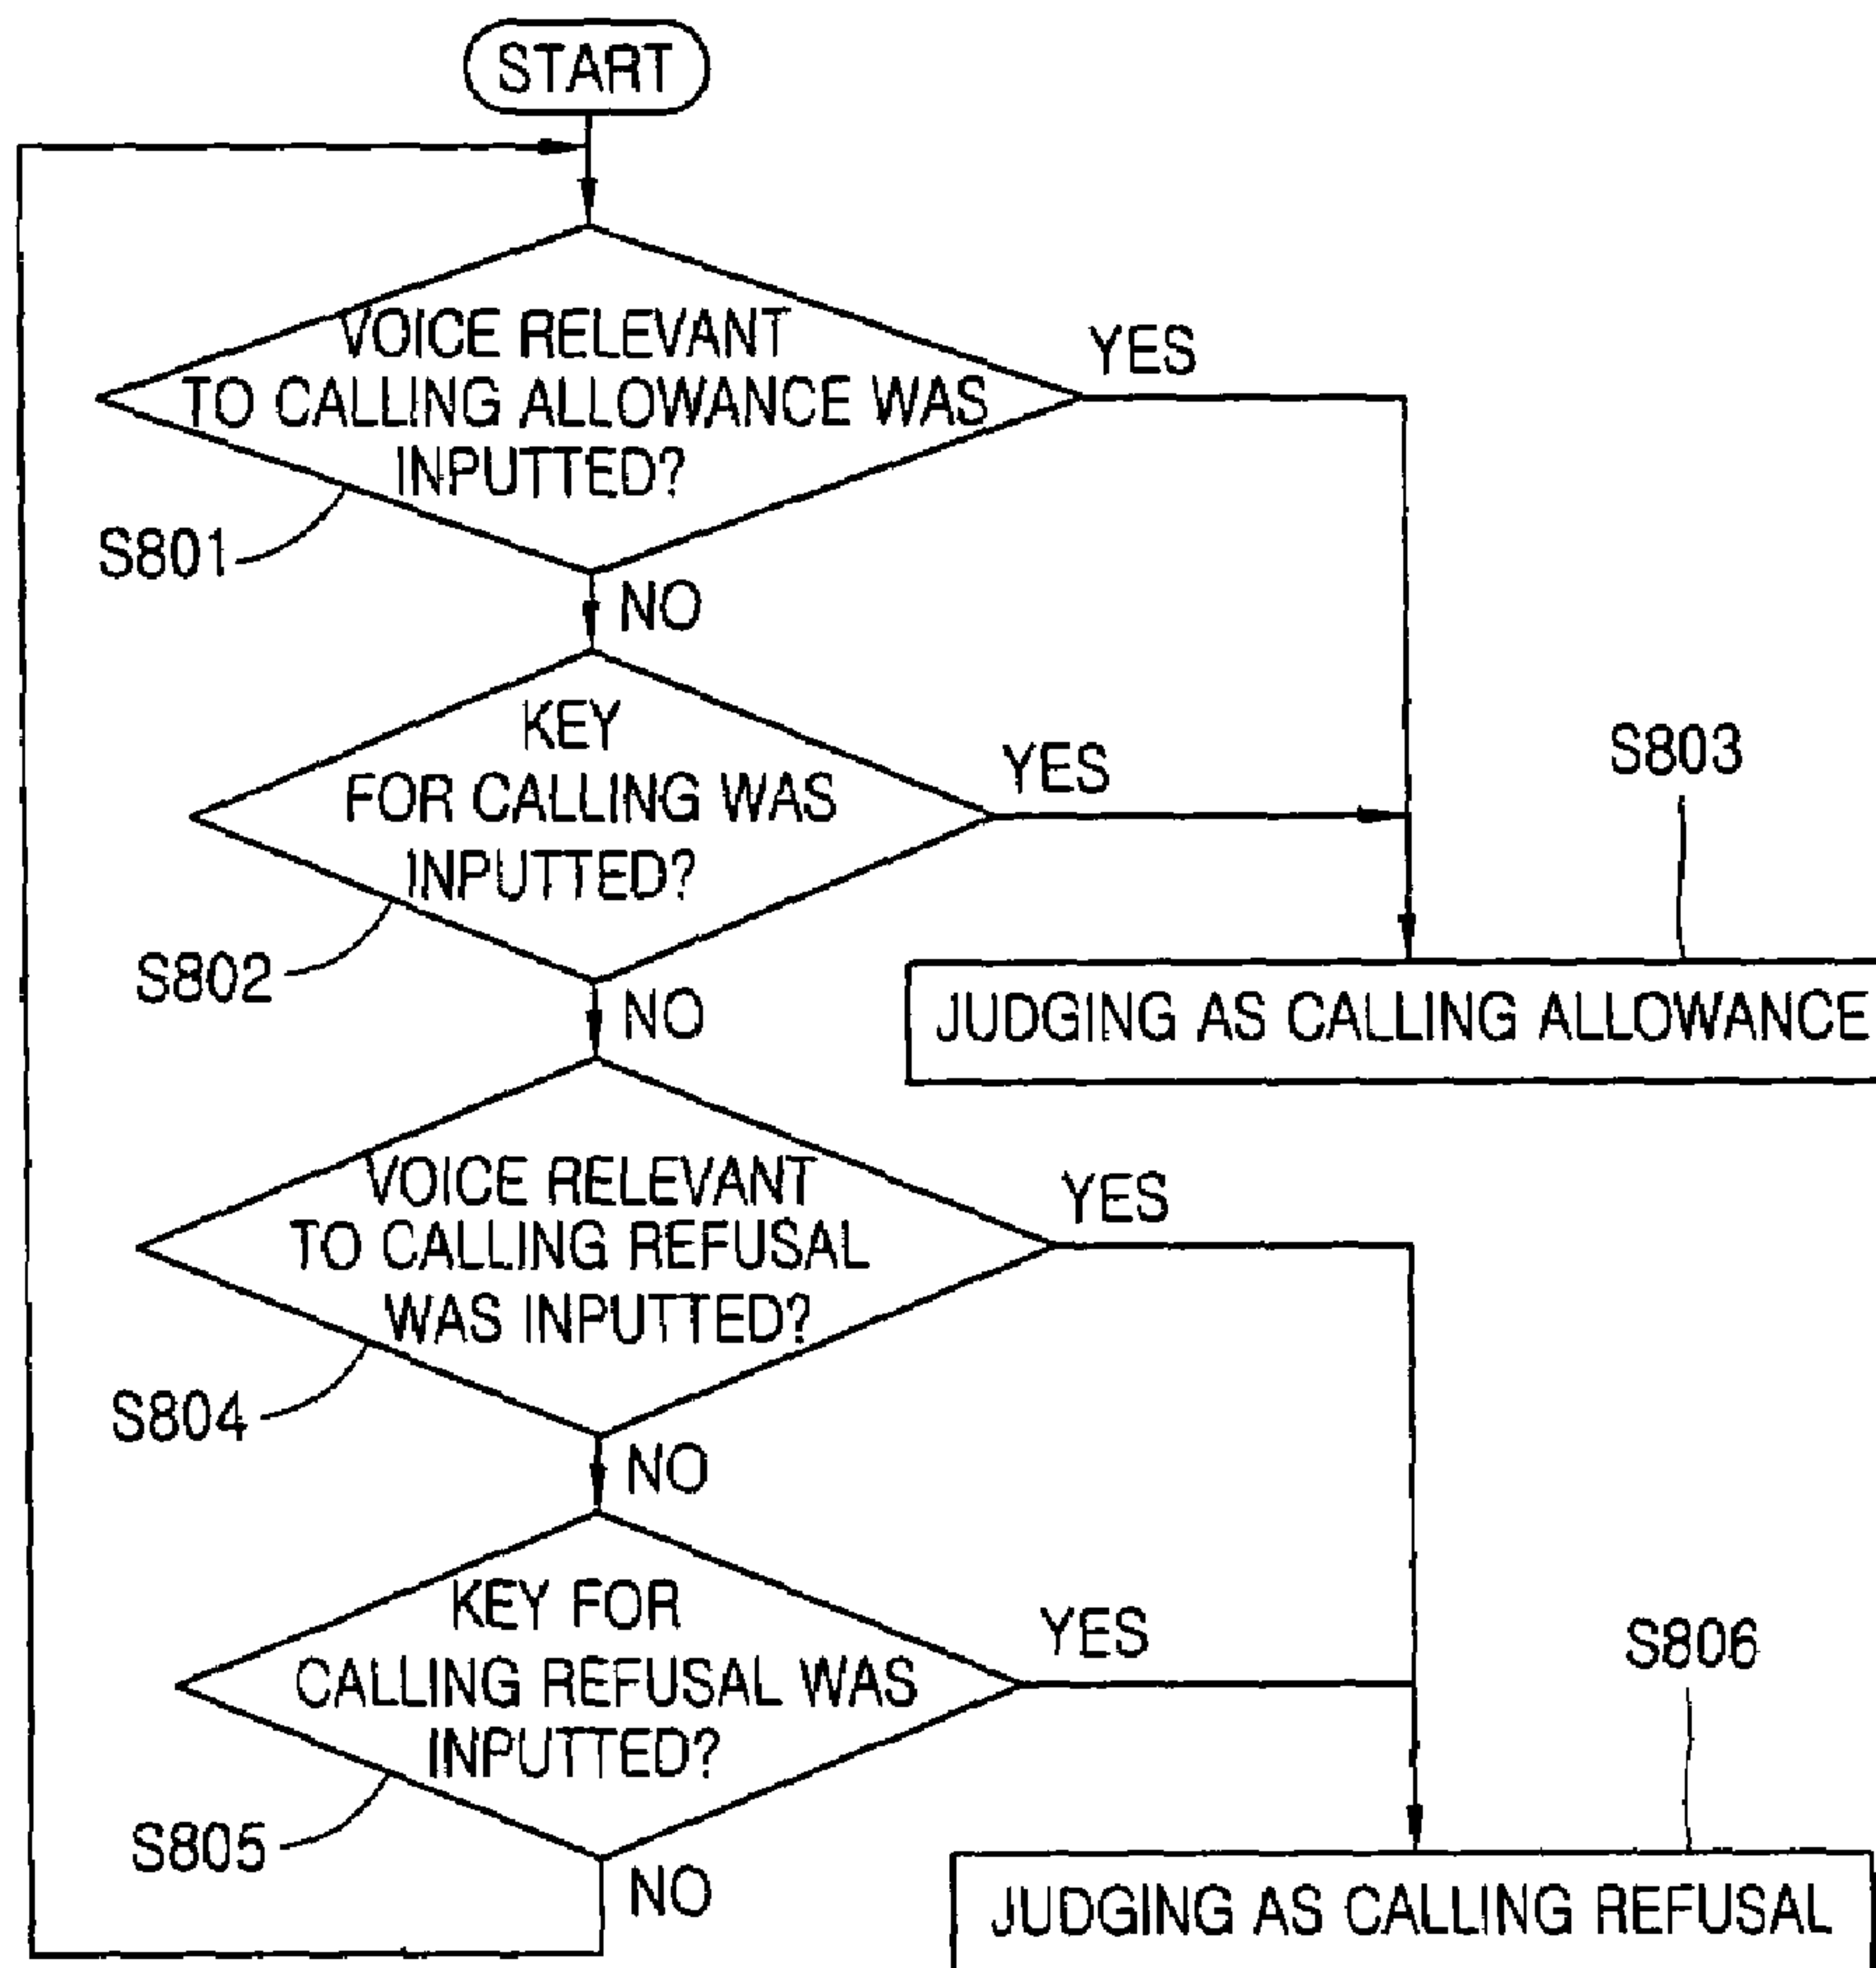 START
VOICE RELEVANT
TO CALLING ALLOWANCE WAS
INPUTTED?
YES
S801
NO
KEY
FOR CALLING WAS
INPUTTED?
YES
S803
S802
NO
JUDGING AS CALLING ALLOWANCE
VOICE RELEVANT
TO CALLING REFUSAL
WAS INPUTTED?
YES
S804
NO
KEY FOR
CALLING REFUSAL WAS
INPUTTED?
YES
S806
S805
NO
JUDGING AS CALLING REFUSAL